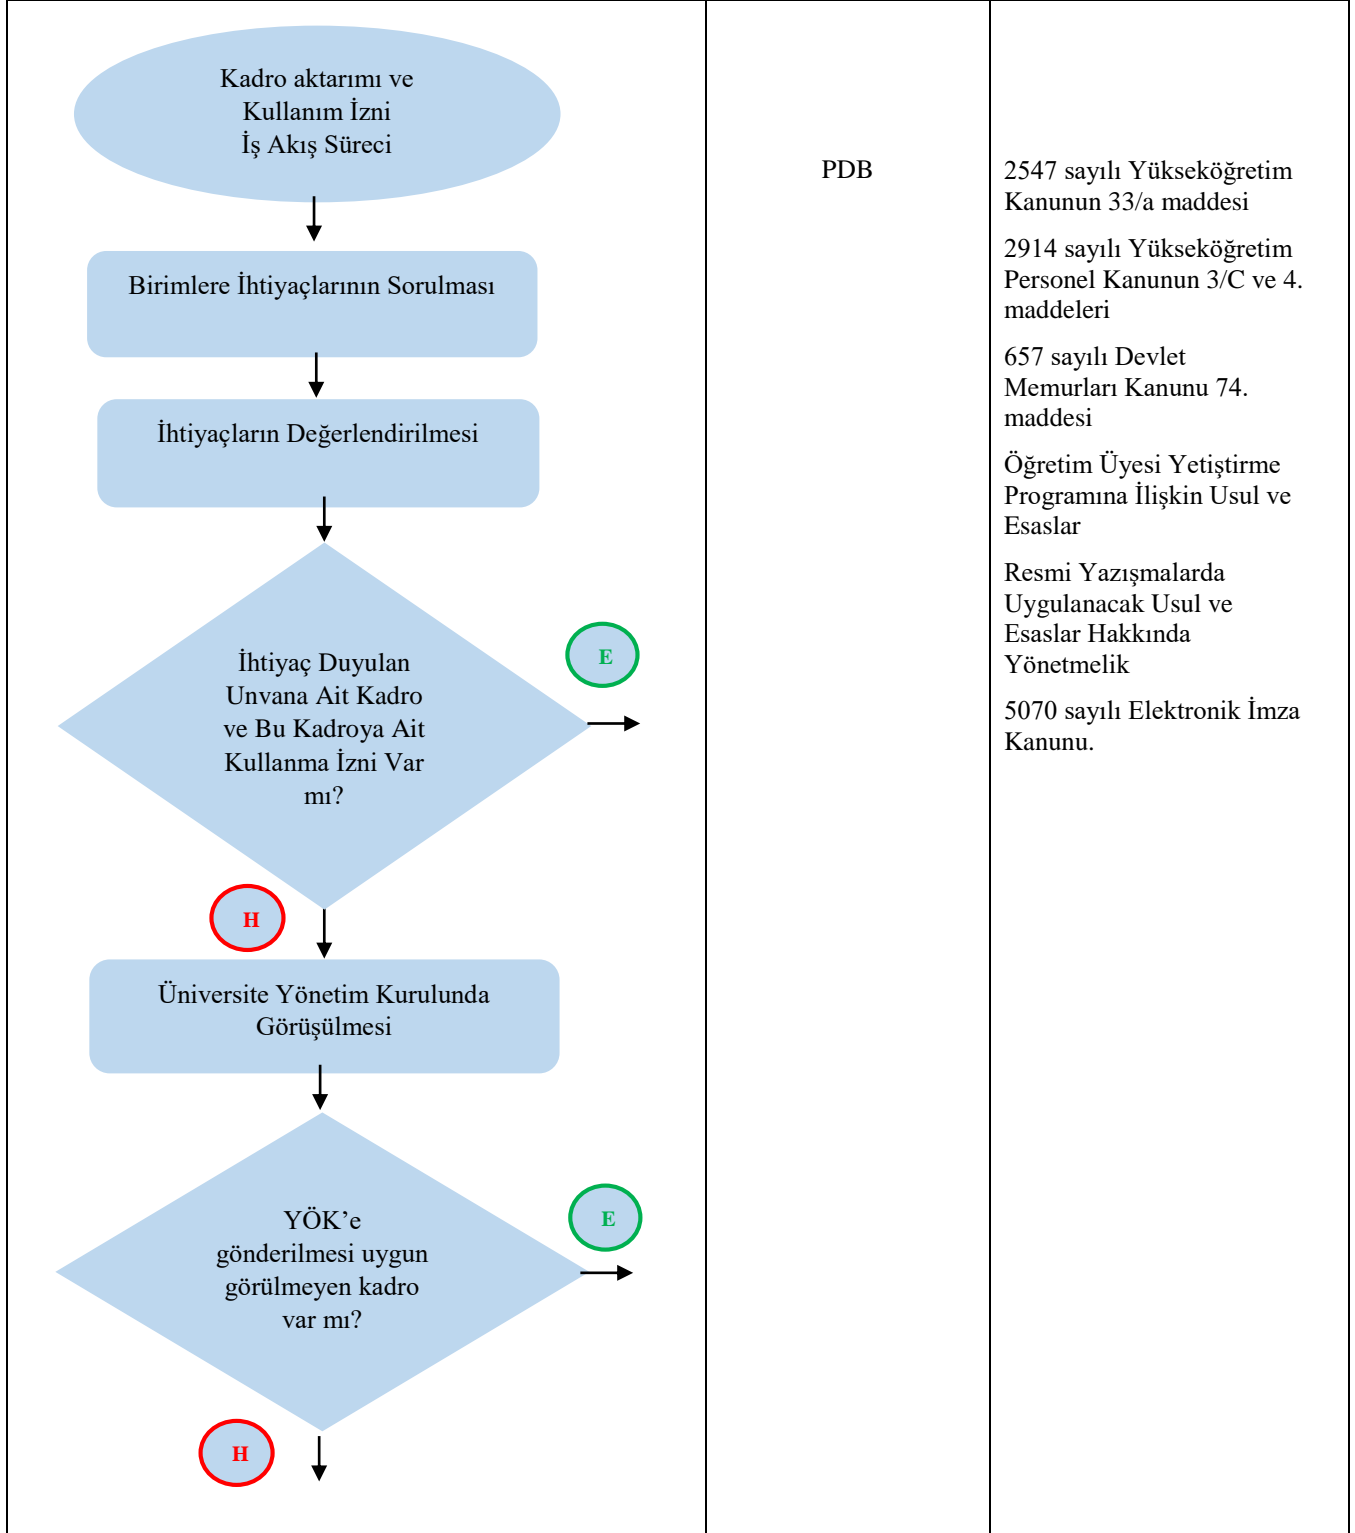 Kadro aktarımı ve
Kullanım İzni
İş Akış Süreci
Birimlere İhtiyaçlarının Sorulması
İhtiyaçların Değerlendirilmesi
İhtiyaç Duyulan
Unvana Ait Kadro
ve Bu Kadroya Ait
Kullanma İzni Var
mı?
E
H
Üniversite Yönetim Kurulunda
Görüşülmesi
YÖK’e
gönderilmesi uygun
görülmeyen kadro
var mı?
E
H
PDB
2547 sayılı Yükseköğretim
Kanunun 33/a maddesi
2914 sayılı Yükseköğretim
Personel Kanunun 3/C ve 4.
maddeleri
657 sayılı Devlet
Memurları Kanunu 74.
maddesi
Öğretim Üyesi Yetiştirme
Programına İlişkin Usul ve
Esaslar
Resmi Yazışmalarda
Uygulanacak Usul ve
Esaslar Hakkında
Yönetmelik
5070 sayılı Elektronik İmza
Kanunu.